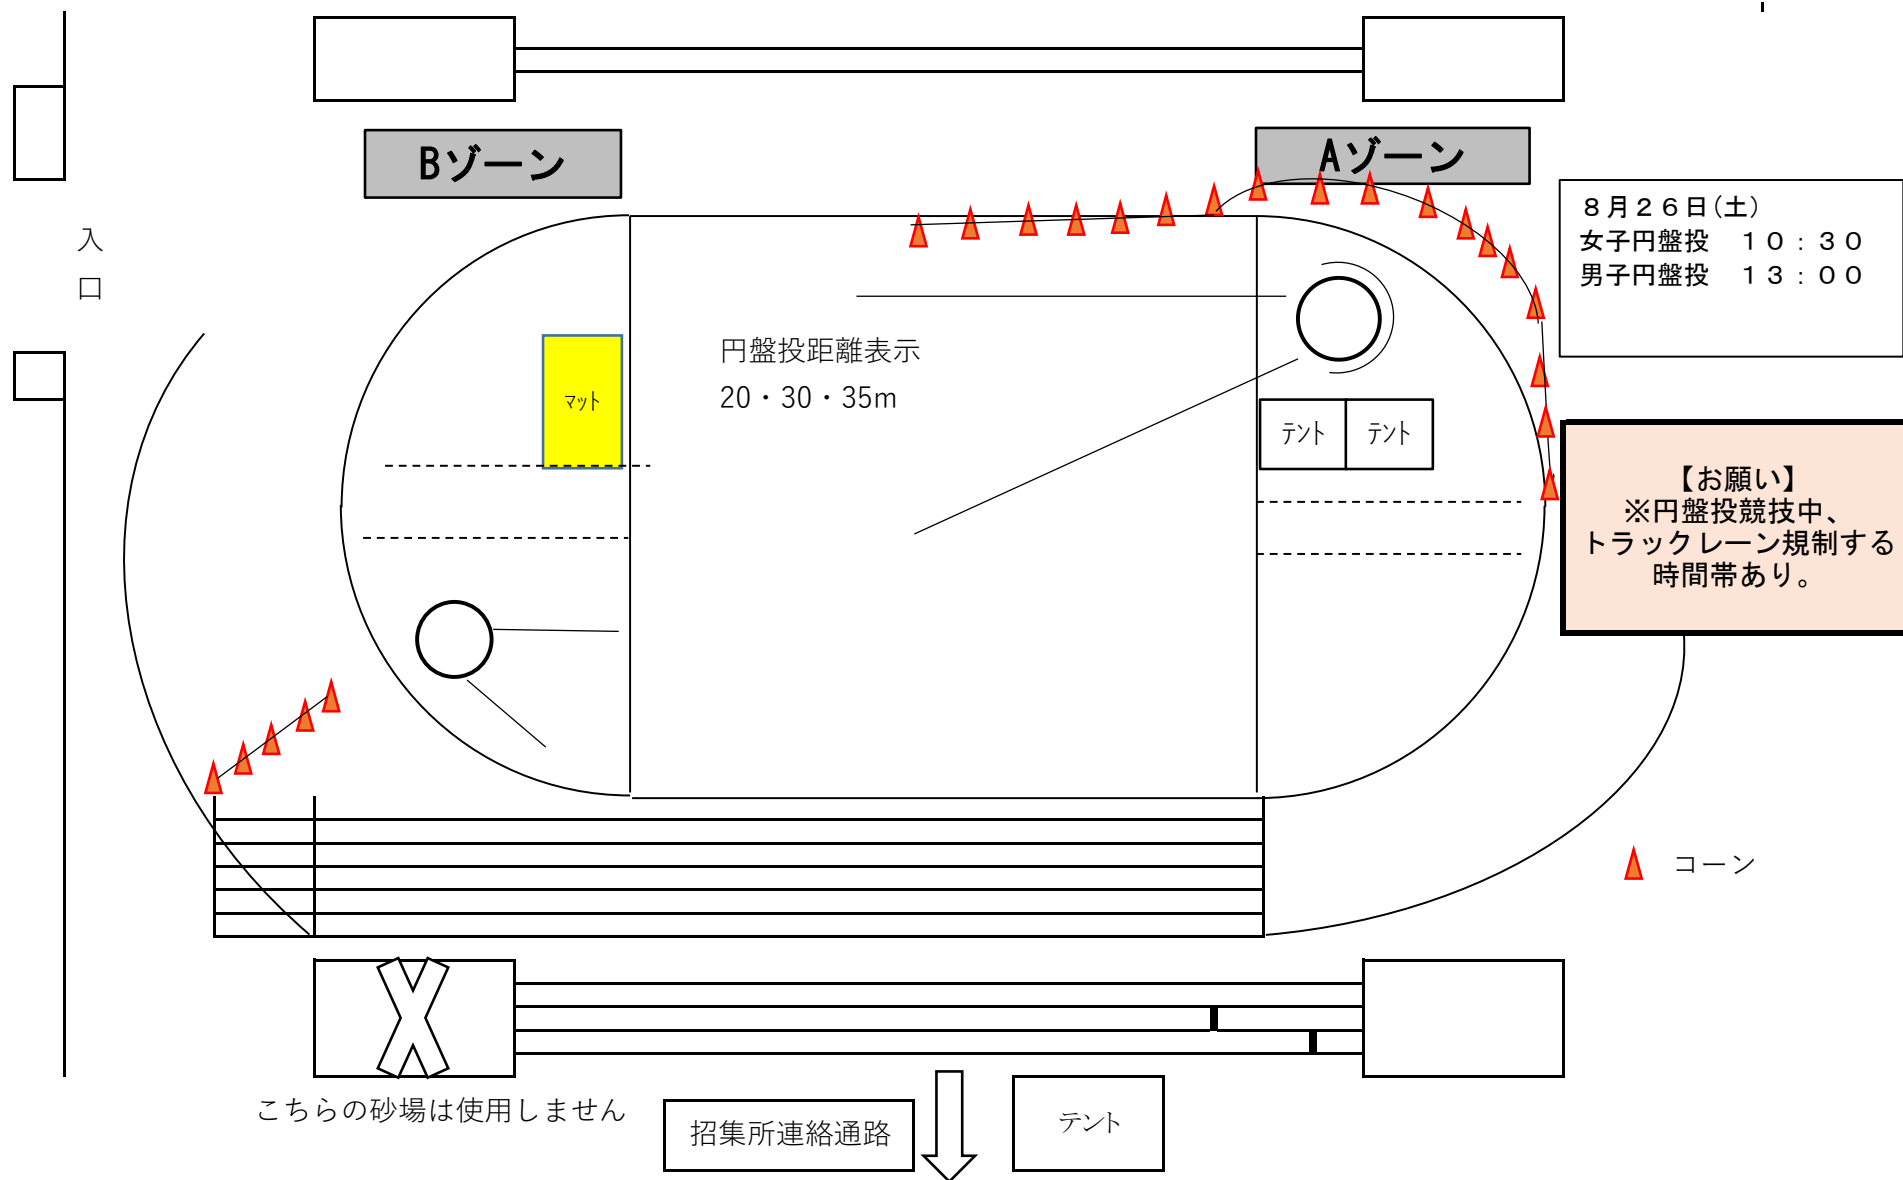 Bゾーン
Aゾーン
8月26日(土)
女子円盤投 10:30
男子円盤投 13:00
入
口
円盤投距離表示
20・30・35m
マット
テント テント
【お願い】
※円盤投競技中、
トラックレーン規制する
時間帯あり。
コーン
こちらの砂場は使用しません
招集所連絡通路
テント